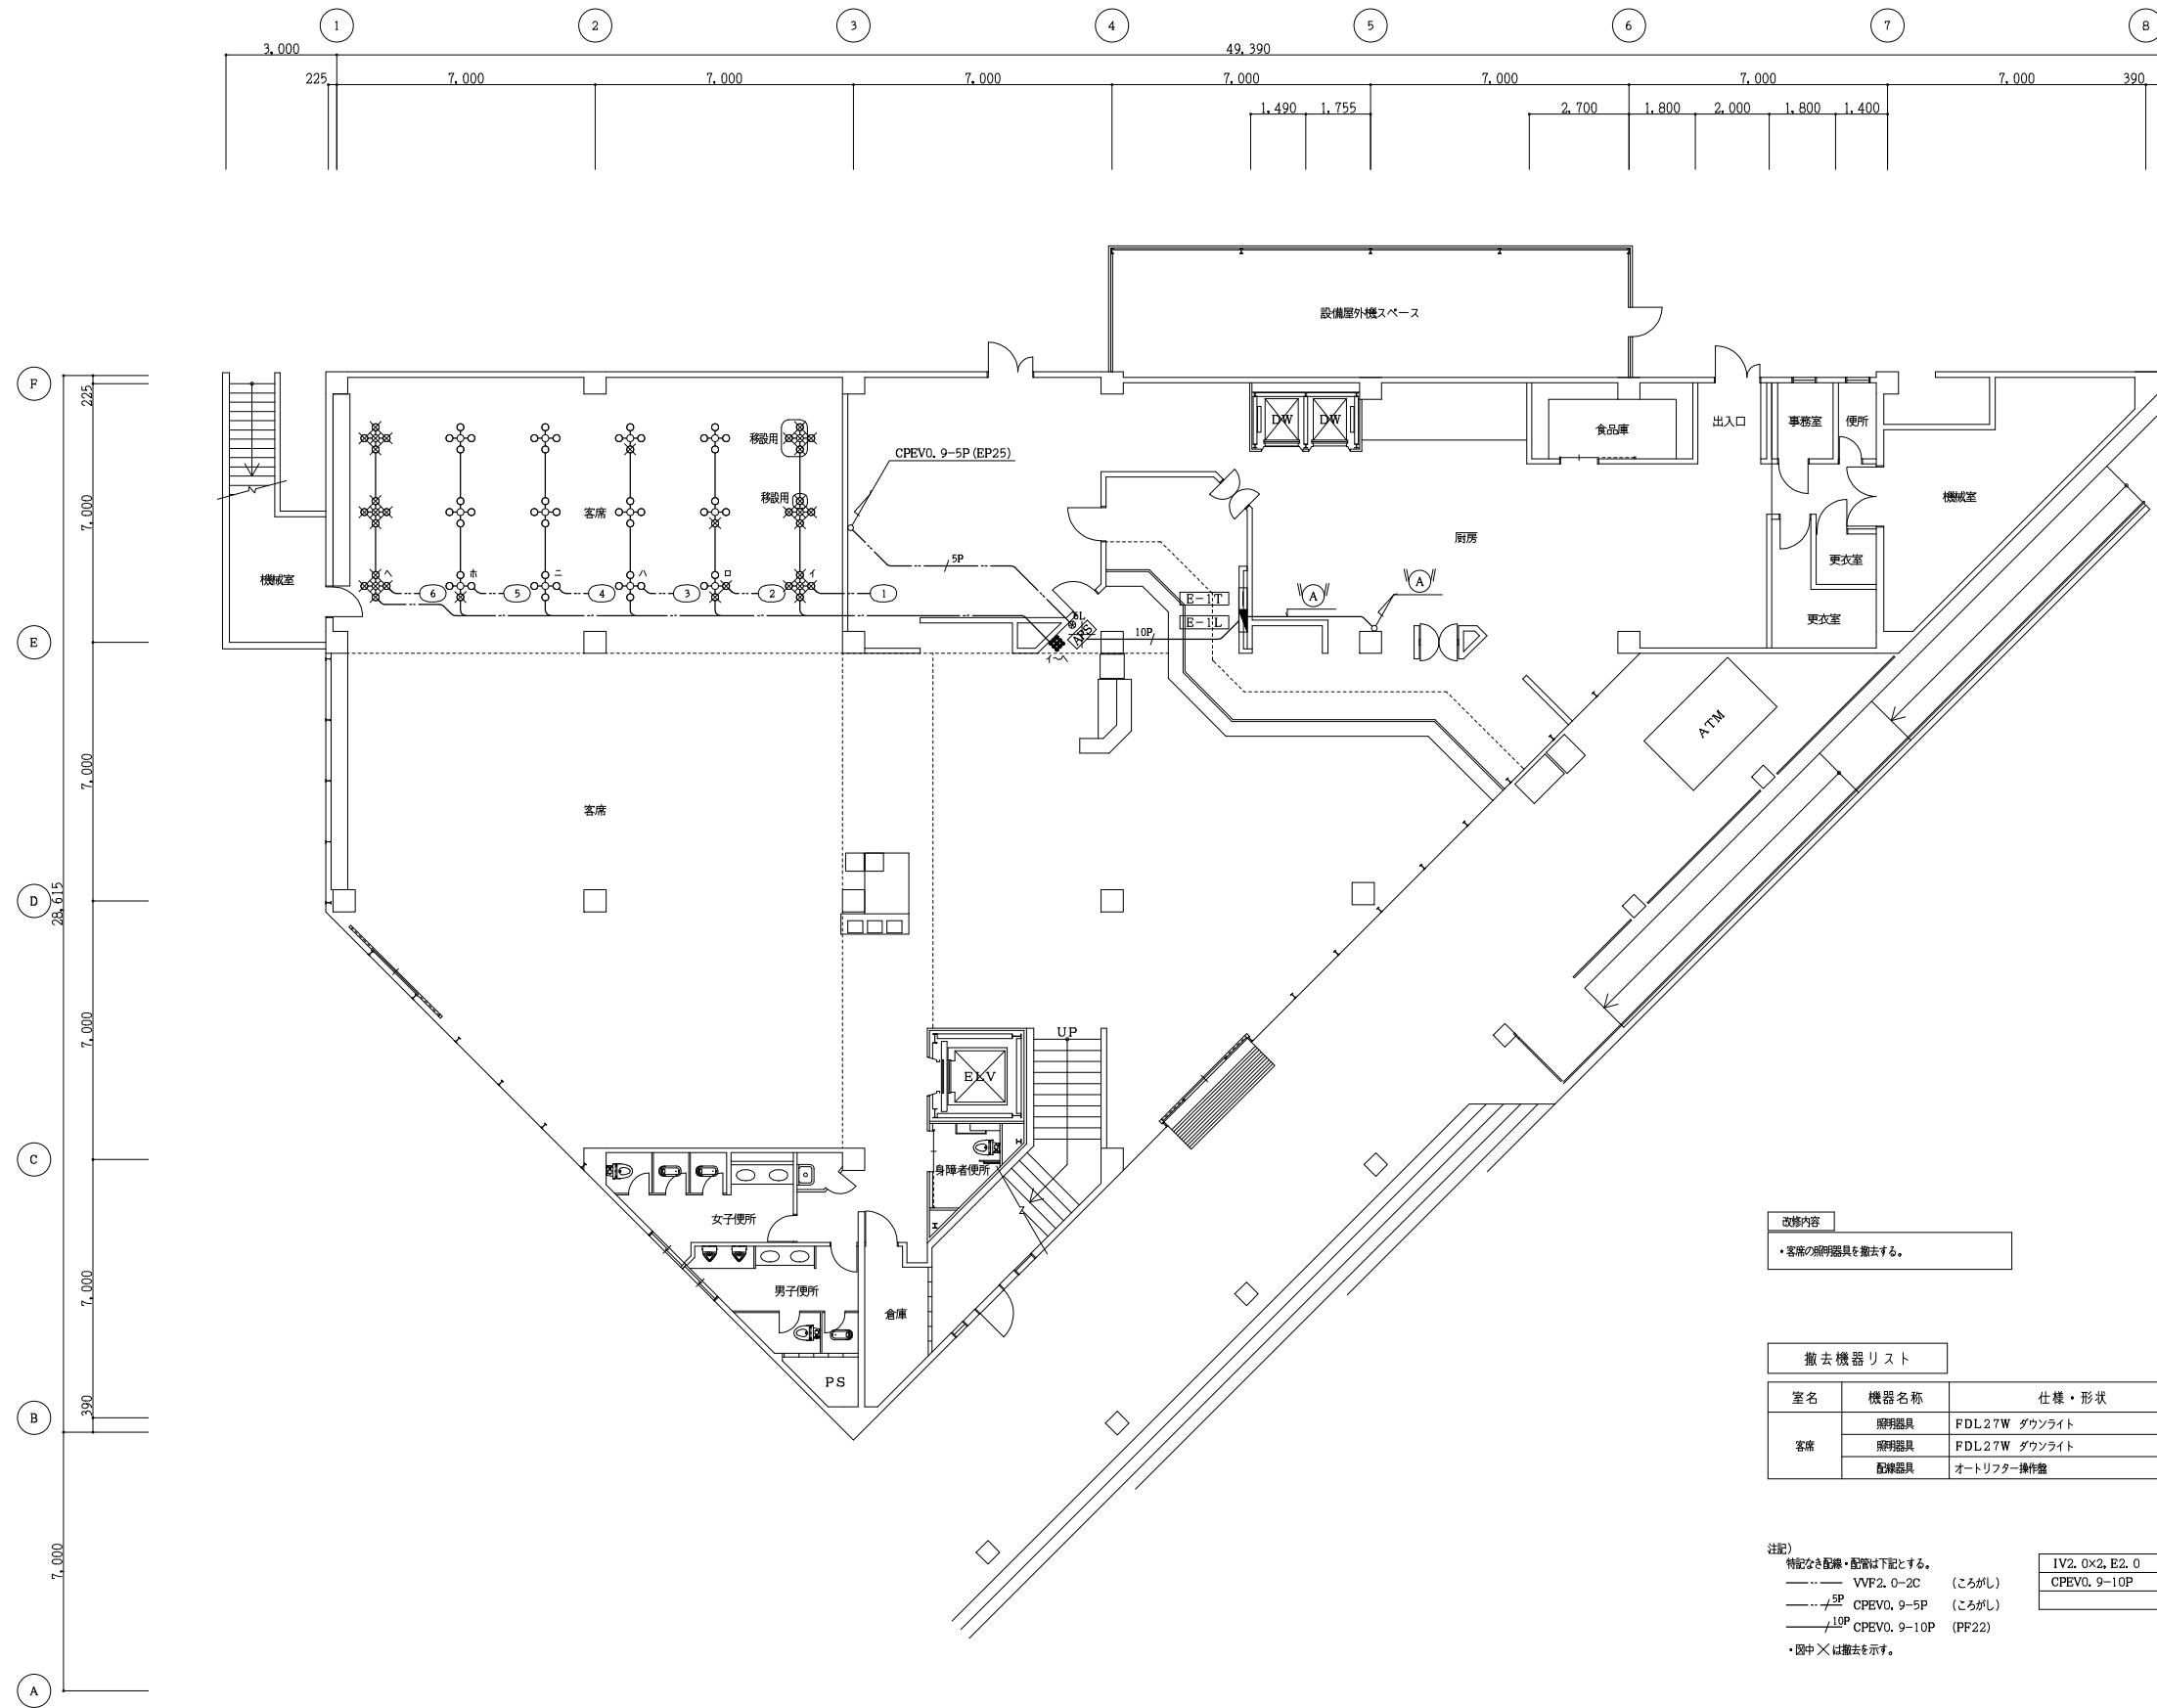 1 2 3 4 5 6 7 8
3,000 49,390
225 7,000 7,000 7,000 7,000 7,000 7,000 7,000 390
1,490 1,755 2,700 1,800 2,000 1,800 1,400
設備屋外機スペース
F
225
DW DW
移設用
食品庫
出入口
事務室
便所
CPEV0.9-5P(EP25)
移設用
機械室
7,000
客席
厨房
5P
更衣室
機械室
ヘ ホ ニ ハ ロ イ
6 5 4 3 2 1
A A
E-1T
E-1L
更衣室
6L
10P
E
イ~ヘ
ATM
7,000
客席
D
28,615
7,000
UP
ELV
C
身障者便所
女子便所
改修内容
・客席の照明器具を撤去する。
7,000
男子便所
倉庫
撤去機器リスト
PS
室名 機器名称 仕様・形状
390
B
照明器具 FDL27W ダウンライト
客席
照明器具 FDL27W ダウンライト
配線器具 オートリフター操作盤
7,000
注記)
特記なき配線・配管は下記とする。
VVF2.0-2C (ころがし)
5P CPEV0.9-5P (ころがし)
10P CPEV0.9-10P (PF22)
・図中×は撤去を示す。
IV2.0×2,E2.0
CPEV0.9-10P
A